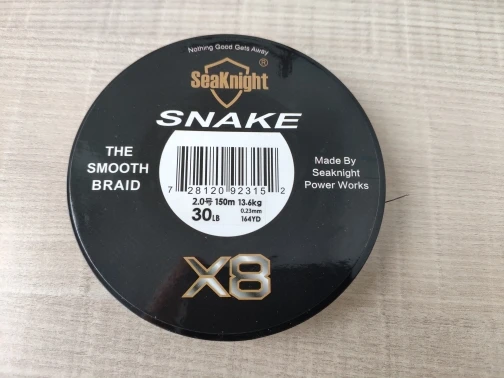 Nothing Good Gets Away
SeaKnight®
SNAKE
THE
SMOOTH
BRAID
7 28120 92315 2
2.0号 150m 13.6kg
30LB 0.23mm
164YD
Made By
Seaknight
Power Works
X8